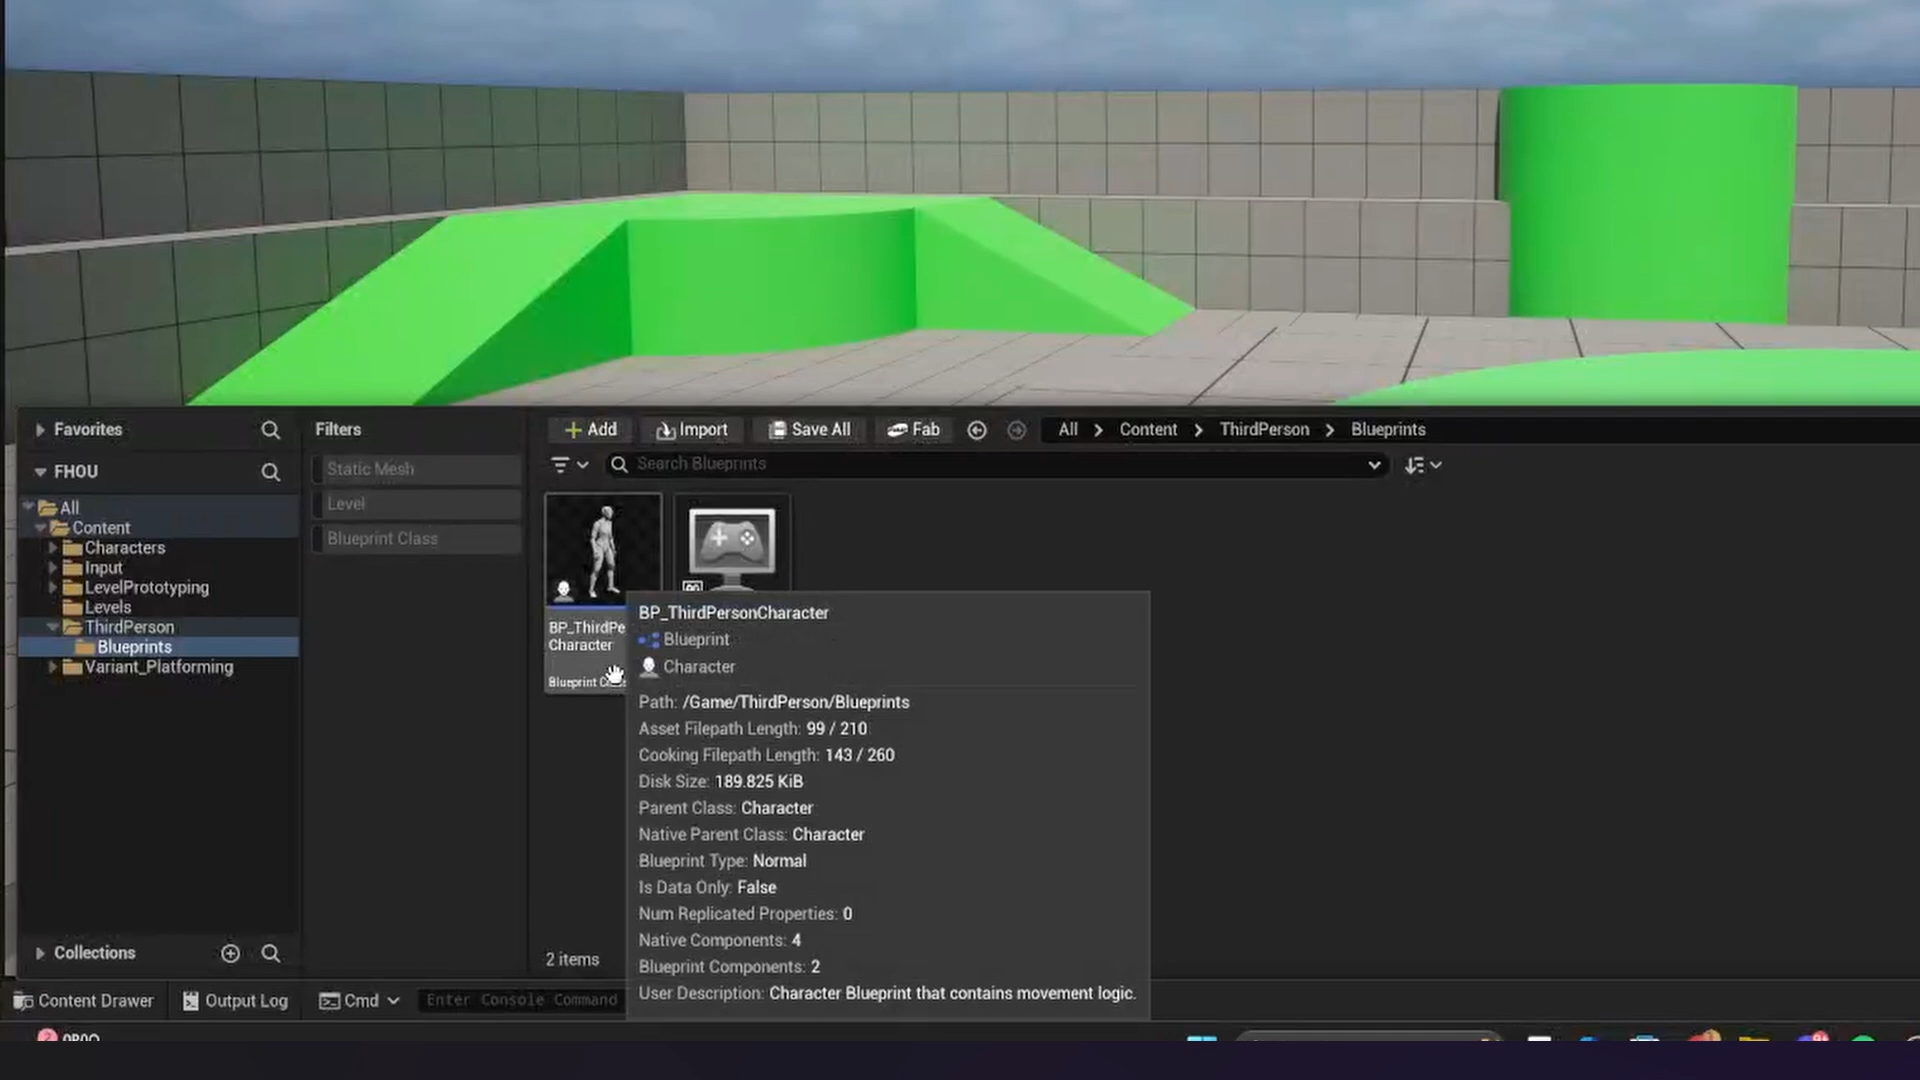 Favorites
FHOU
All
Content
Characters
Input
LevelPrototyping
Levels
ThirdPerson
Blueprints
Variant_Platforming
Collections
Filters
Static Mesh
Level
Blueprint Class
Add
Import
Save All
Fab
All > Content > ThirdPerson > Blueprints
Search Blueprints
BP_ThirdPe
Character
Blueprint
2 items
BP_ThirdPersonCharacter
Blueprint
Character
Path: /Game/ThirdPerson/Blueprints
Asset Filepath Length: 99 / 210
Cooking Filepath Length: 143 / 260
Disk Size: 189.825 KiB
Parent Class: Character
Native Parent Class: Character
Blueprint Type: Normal
Is Data Only: False
Num Replicated Properties: 0
Native Components: 4
Blueprint Components: 2
User Description: Character Blueprint that contains movement logic.
Content Drawer
Output Log
Cmd
Enter Console Command